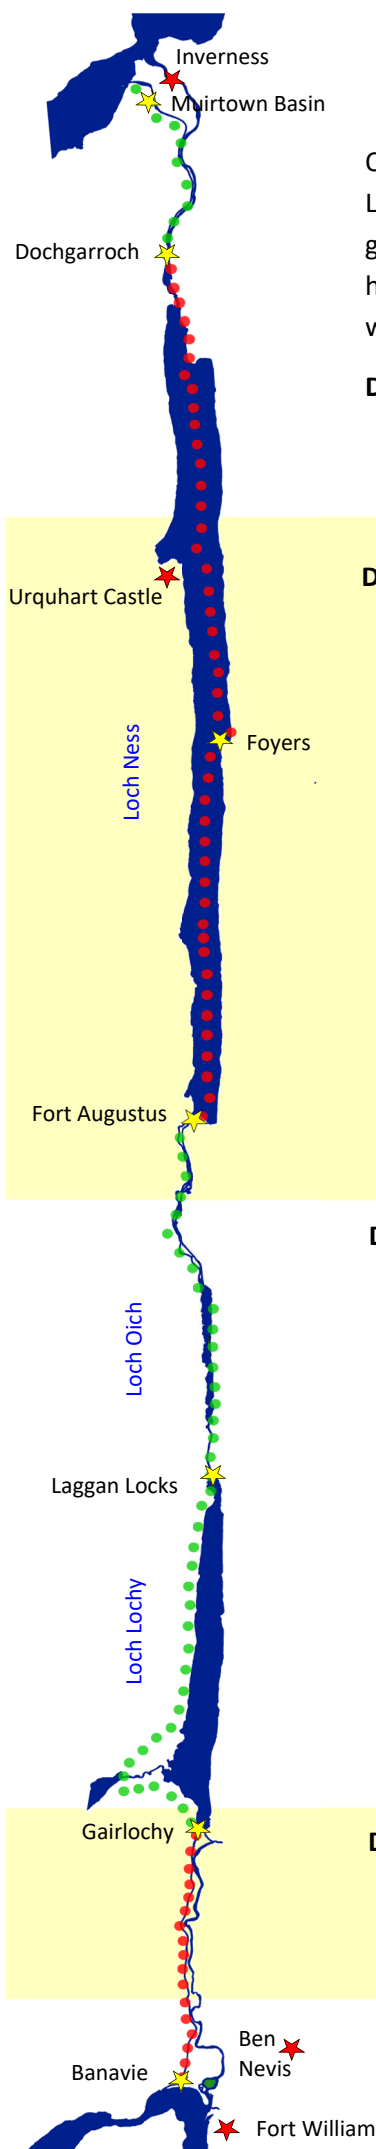 Inverness
Muirtown Basin
Dochgarroch
Urquhart Castle
Loch Ness
Foyers
Fort Augustus
Loch Oich
Laggan Locks
Loch Lochy
Gairlochy
Ben
Nevis
Banavie
Fort William